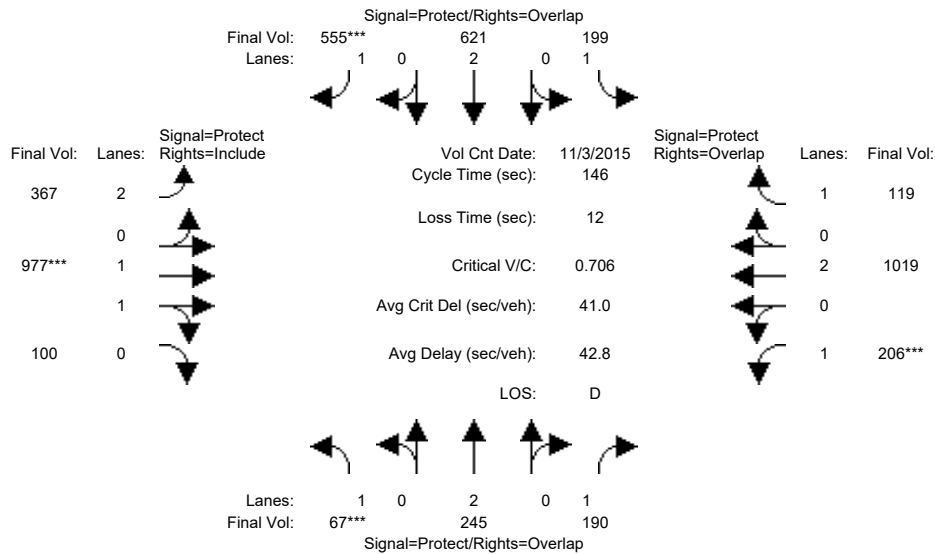 Signal=Protect/Rights=Overlap
Final Vol: 555*** 621 199
Lanes: 1 0 2 0 1
Signal=Protect
Final Vol: Lanes: Rights=Include
Vol Cnt Date: 11/3/2015
Signal=Protect
Rights=Overlap Lanes: Final Vol:
Cycle Time (sec): 146
367 2
1 119
Loss Time (sec): 12
0
0
977*** 1
Critical V/C: 0.706
2 1019
1
Avg Crit Del (sec/veh): 41.0
0
100 0
Avg Delay (sec/veh): 42.8
1 206***
LOS: D
Lanes: 1 0 2 0 1
Final Vol: 67*** 245 190
Signal=Protect/Rights=Overlap